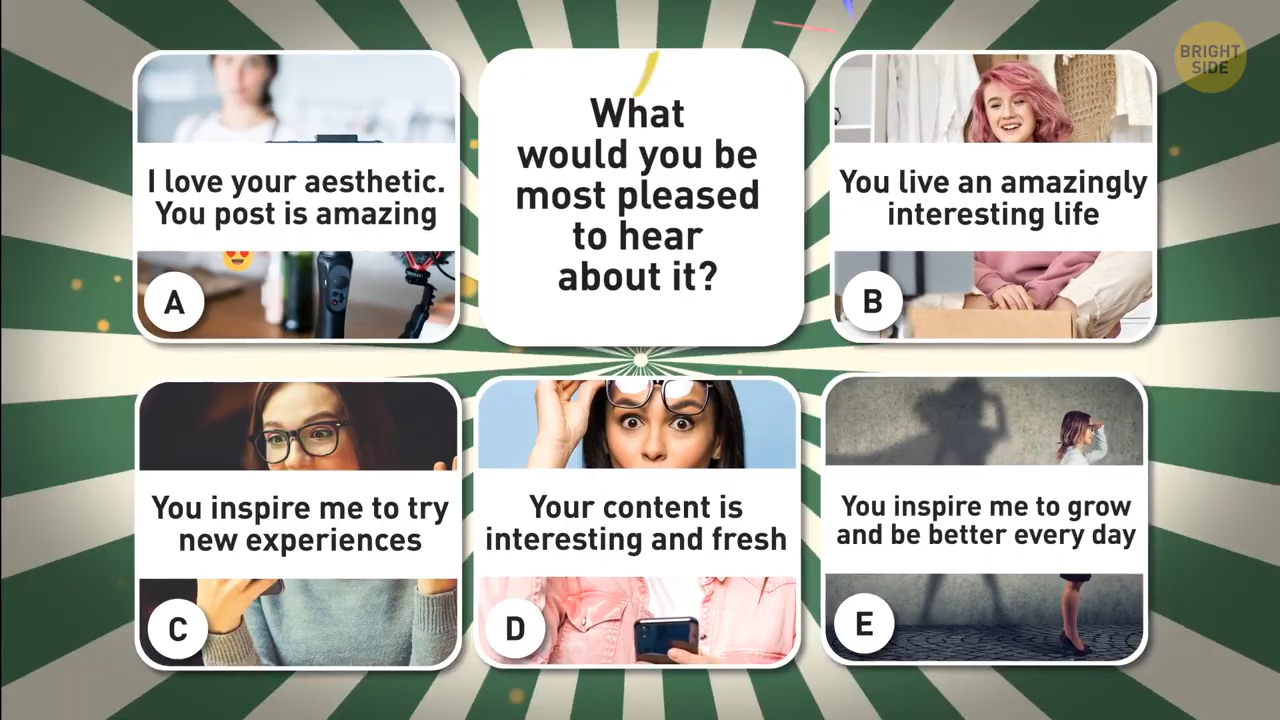 BRIGHT
SIDE
I love your aesthetic.
You post is amazing
A
What
would you be
most pleased
to hear
about it?
You live an amazingly
interesting life
B
You inspire me to try
new experiences
C
Your content is
interesting and fresh
D
You inspire me to grow
and be better every day
E